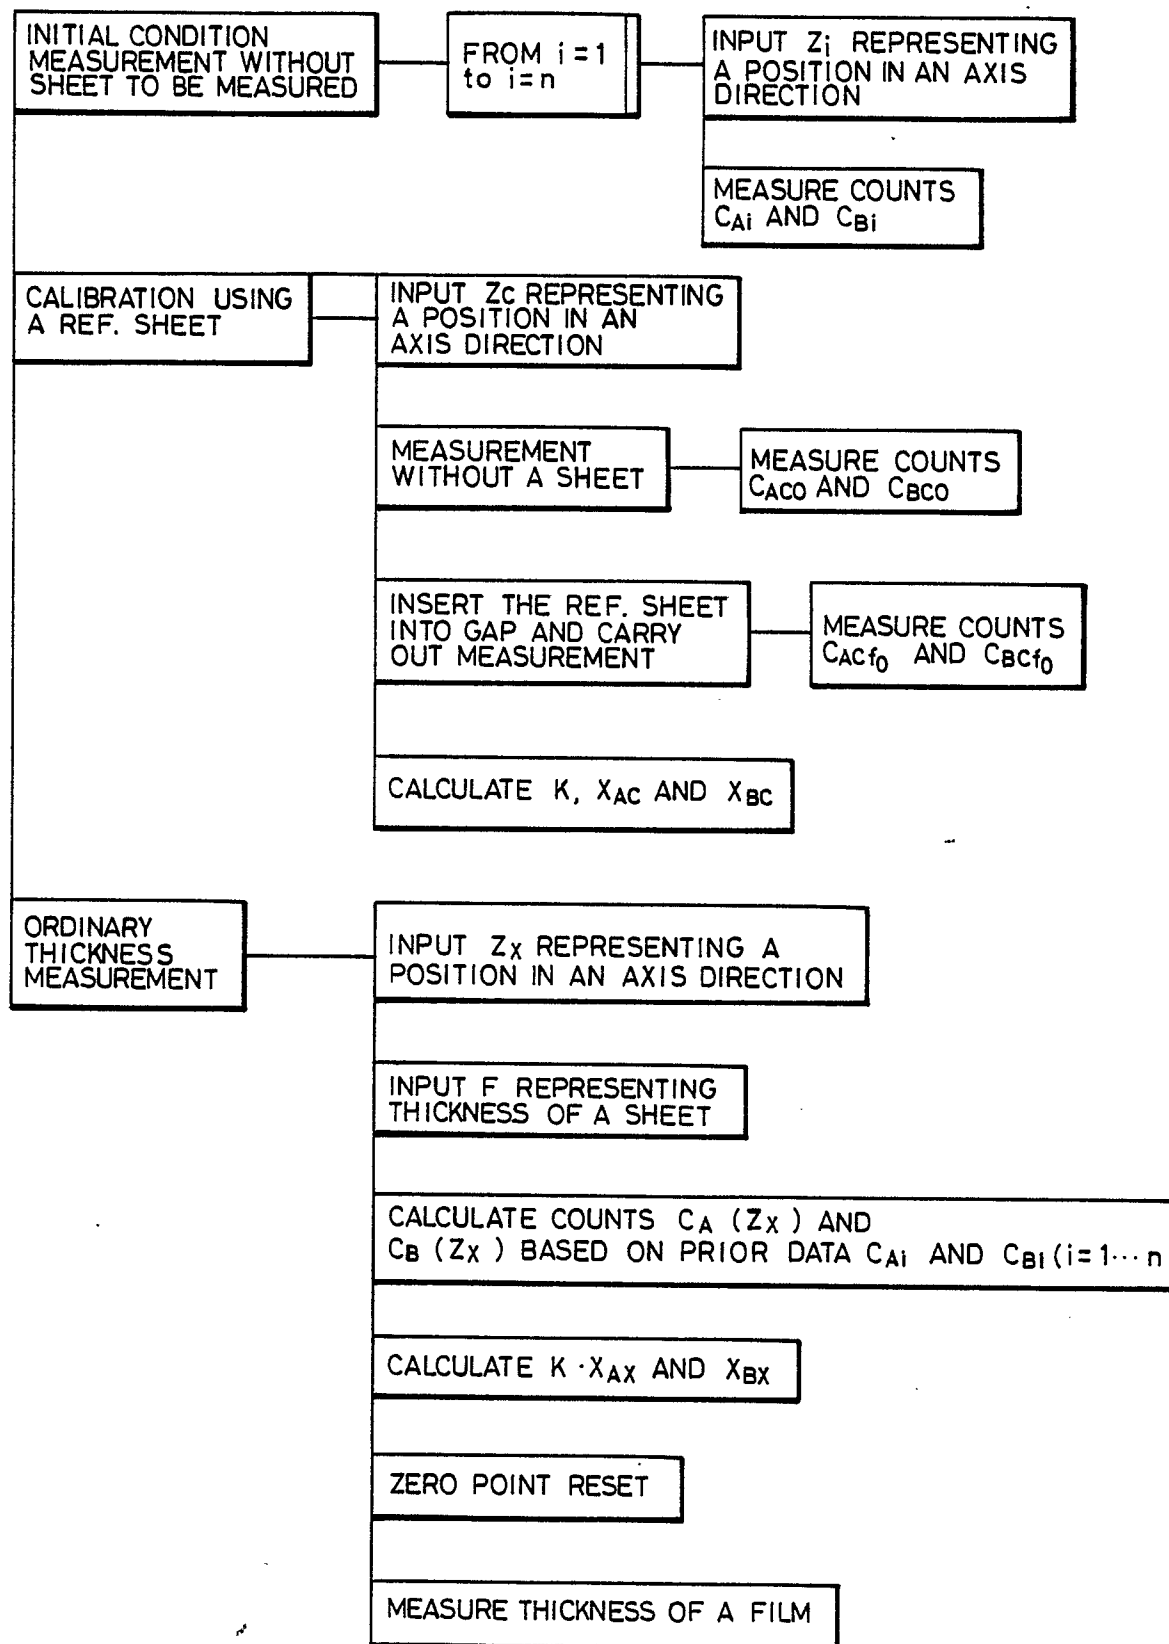 INITIAL CONDITION
MEASUREMENT WITHOUT
SHEET TO BE MEASURED
FROM i = 1
to i = n
INPUT Zi REPRESENTING
A POSITION IN AN AXIS
DIRECTION
MEASURE COUNTS
CAi AND CBi
CALIBRATION USING
A REF. SHEET
INPUT ZC REPRESENTING
A POSITION IN AN
AXIS DIRECTION
MEASUREMENT
WITHOUT A SHEET
MEASURE COUNTS
CACO AND CBCO
INSERT THE REF. SHEET
INTO GAP AND CARRY
OUT MEASUREMENT
MEASURE COUNTS
CACf0 AND CBCf0
CALCULATE K, XAC AND XBC
ORDINARY
THICKNESS
MEASUREMENT
INPUT ZX REPRESENTING A
POSITION IN AN AXIS DIRECTION
INPUT F REPRESENTING
THICKNESS OF A SHEET
CALCULATE COUNTS CA (ZX) AND
CB (ZX) BASED ON PRIOR DATA CAi AND CBi (i = 1 ··· n
CALCULATE K · XAX AND XBX
ZERO POINT RESET
MEASURE THICKNESS OF A FILM